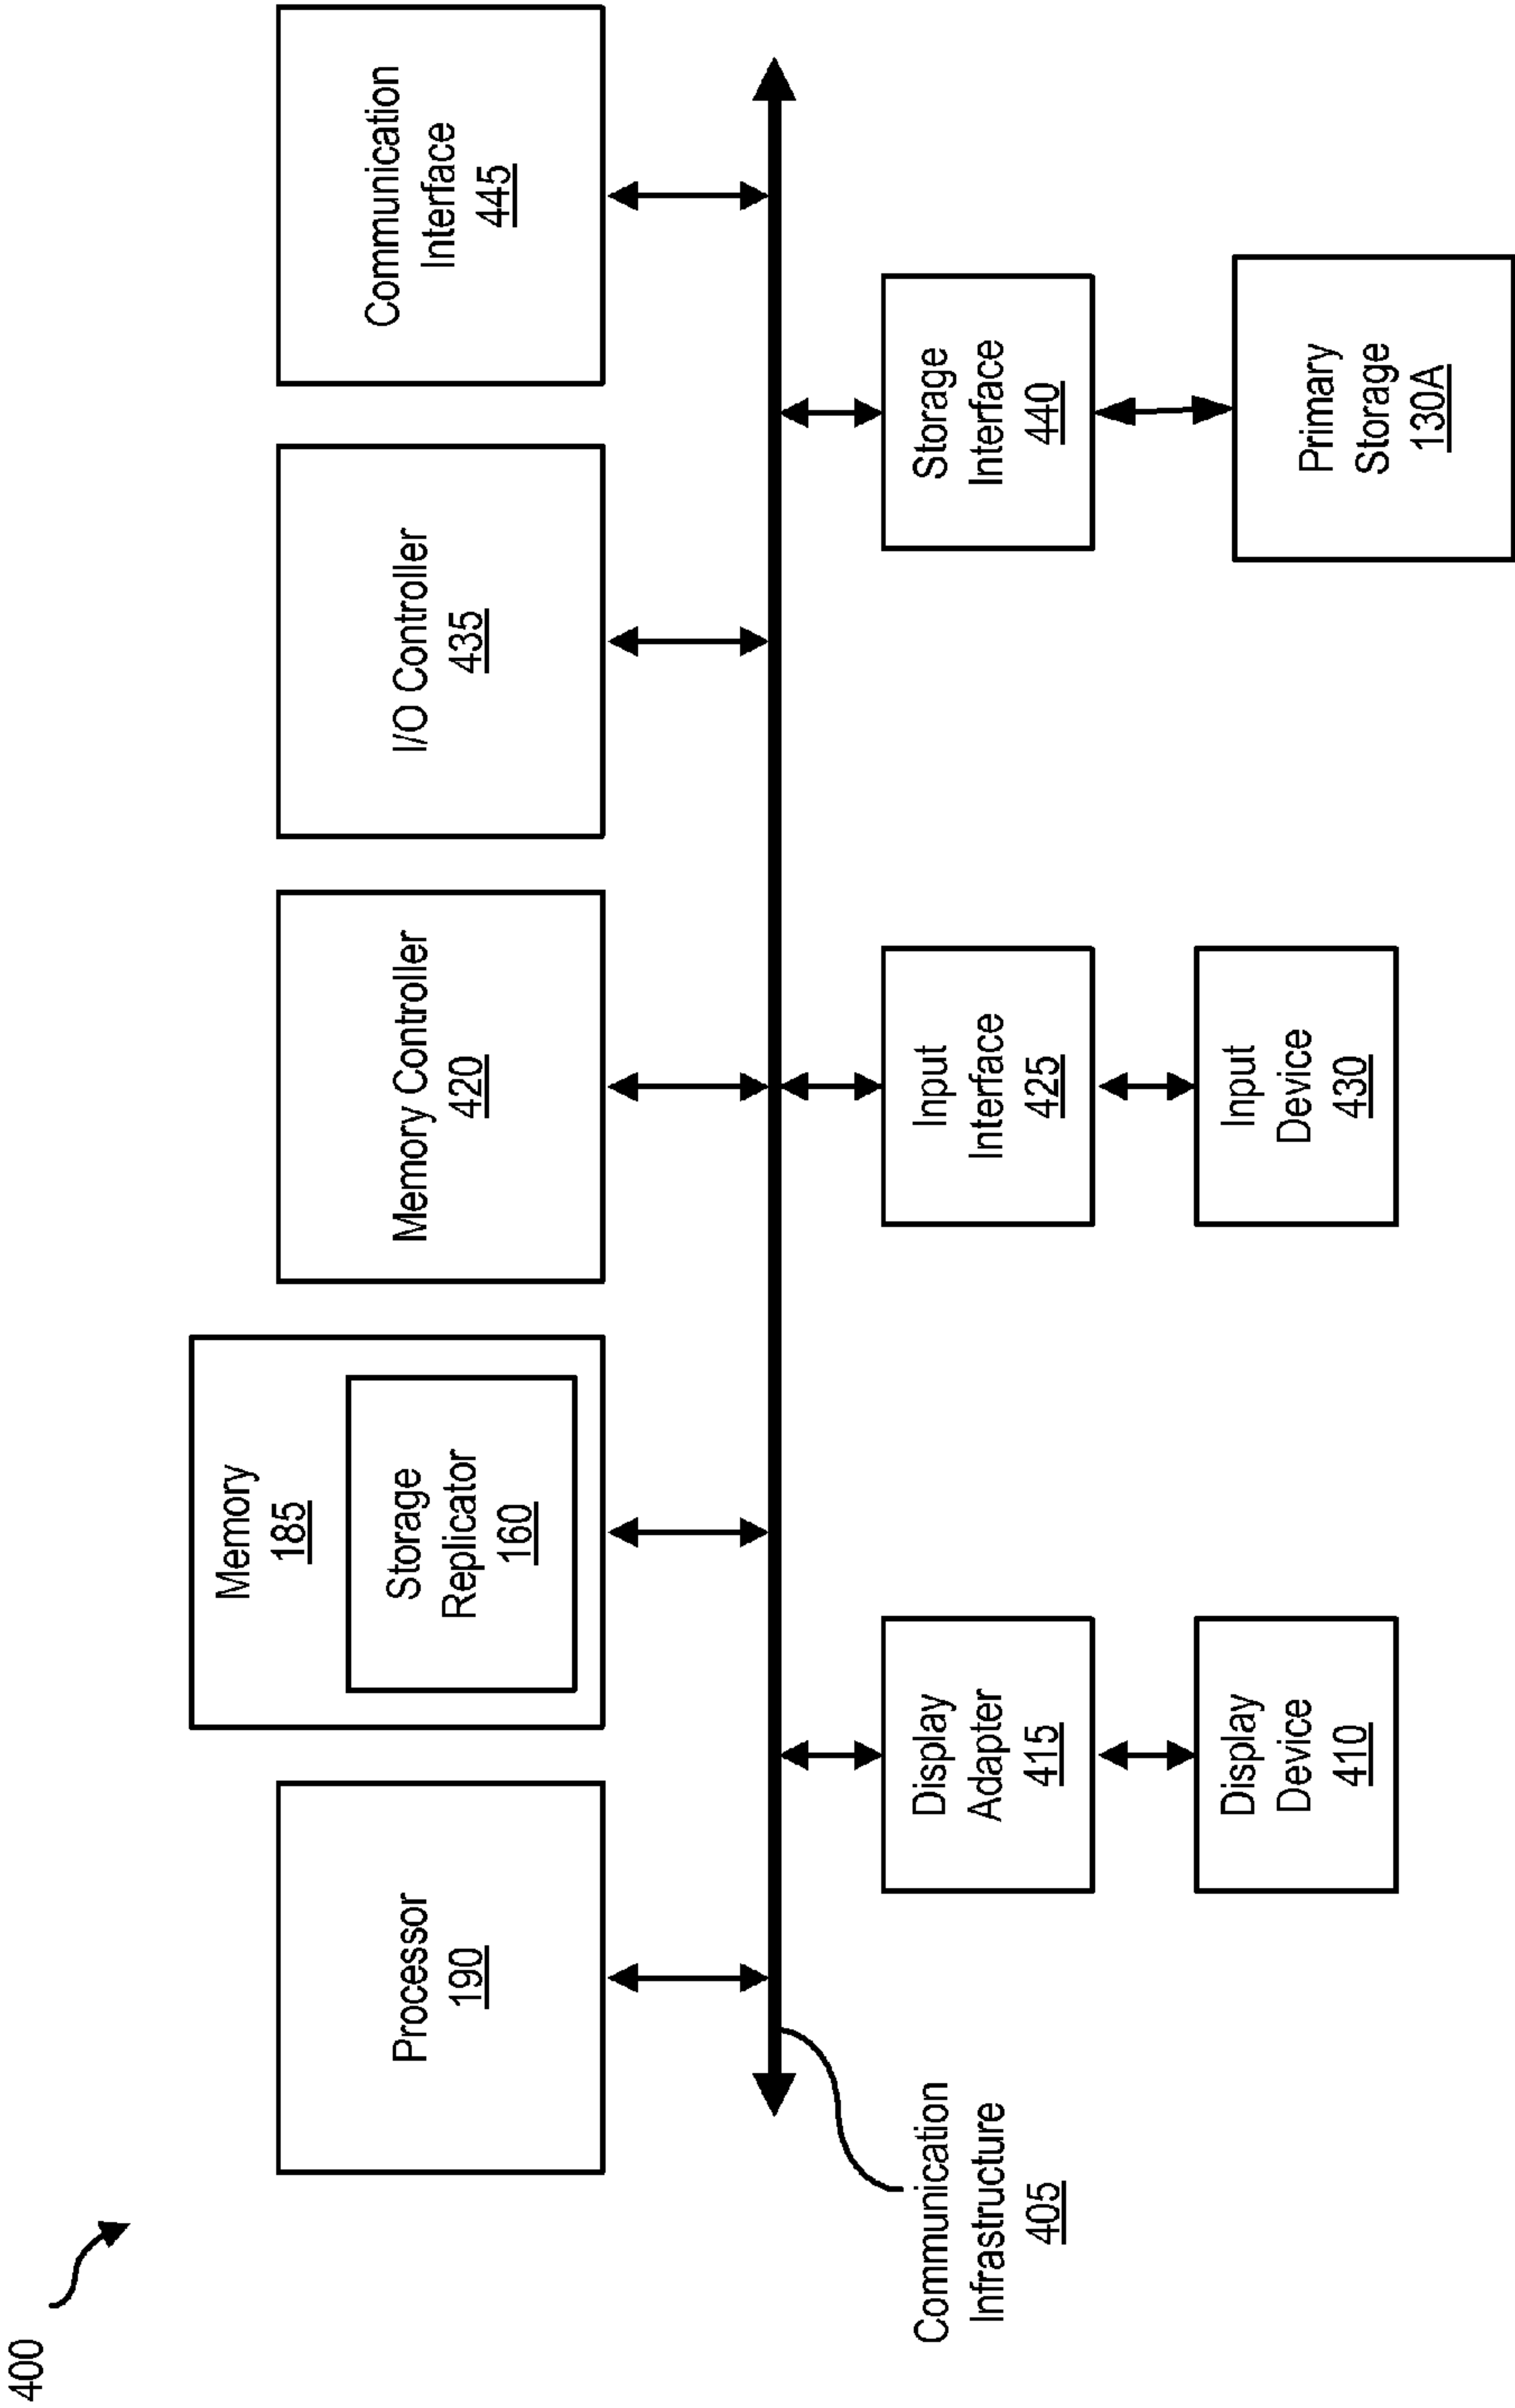 400
Processor
190
Memory
185
Storage
Replicator
160
Memory Controller
420
I/O Controller
435
Communication
Interface
445
Communication
Infrastructure
405
Display
Adapter
415
Input
Interface
425
Storage
Interface
440
Display
Device
410
Input
Device
430
Primary
Storage
130A